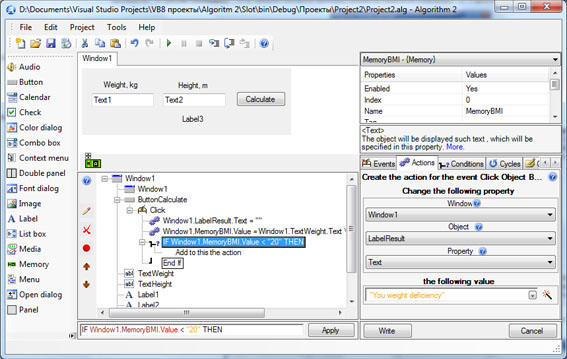 D:\Documents\Visual Studio Projects\VB8 проекты\Algoritm 2\Slot\bin\Debug\Проекты\Project2\Project2.alg - Algorithm 2
File Edit Project Tools Help
Audio
Button
Calendar
Check
Color dialog
Combo box
Context menu
Double panel
Font dialog
Image
Label
List box
Media
Memory
Menu
Open dialog
Panel
Window1
Weight, kg Height, m
Text1 Text2 Calculate
Label3
Window1
Window1
ButtonCalculate
Click
Window1.LabelResult.Text = ""
Window1.MemoryBMI.Value = Window1.TextWeight.Text
IF Window1.MemoryBMI.Value < "20" THEN
Add to this the action
End If
TextWeight
TextHeight
Label1
Label2
IF Window1.MemoryBMI.Value < "20" THEN
Apply
MemoryBMI - {Memory}
Properties Values
Enabled Yes
Index 0
Name MemoryBMI
<Text>
The object will be displayed such text , which will be
specified in this property. More.
Events Actions Conditions Cycles
Create the action for the event Click Object B...
Change the following property
Window
Window1
Object
LabelResult
Property
Text
the following value
"You weight deficiency"
Write Cancel